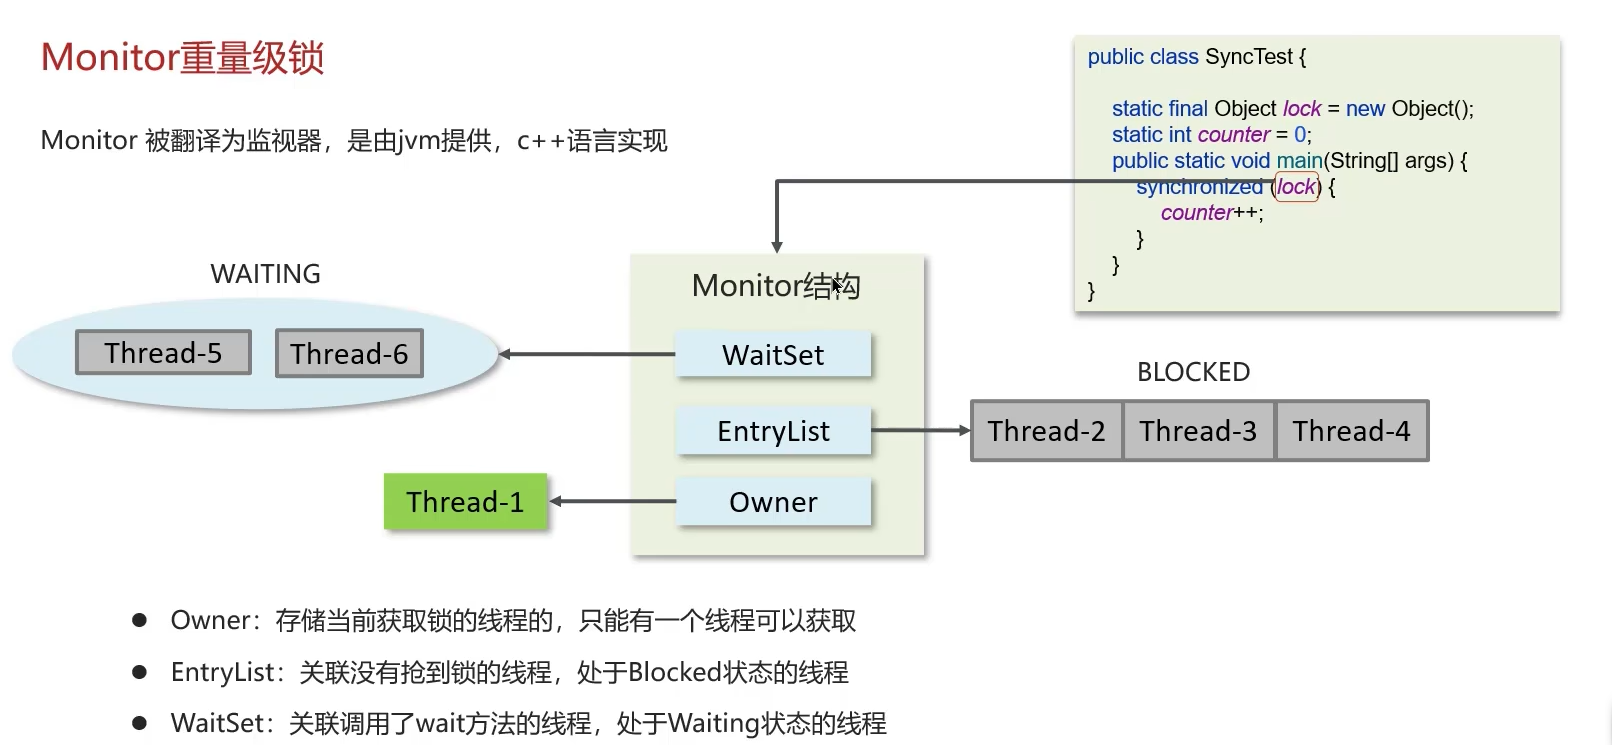 Monitor重量级锁
Monitor 被翻译为监视器，是由jvm提供，c++语言实现
public class SyncTest {
static final Object lock = new Object();
static int counter = 0;
public static void main(String[] args) {
synchronized (lock) {
counter++;
}
}
}
WAITING
Thread-5
Thread-6
Monitor结构
WaitSet
EntryList
Owner
BLOCKED
Thread-2
Thread-3
Thread-4
Thread-1
● Owner：存储当前获取锁的线程的，只能有一个线程可以获取
● EntryList：关联没有抢到锁的线程，处于Blocked状态的线程
● WaitSet：关联调用了wait方法的线程，处于Waiting状态的线程